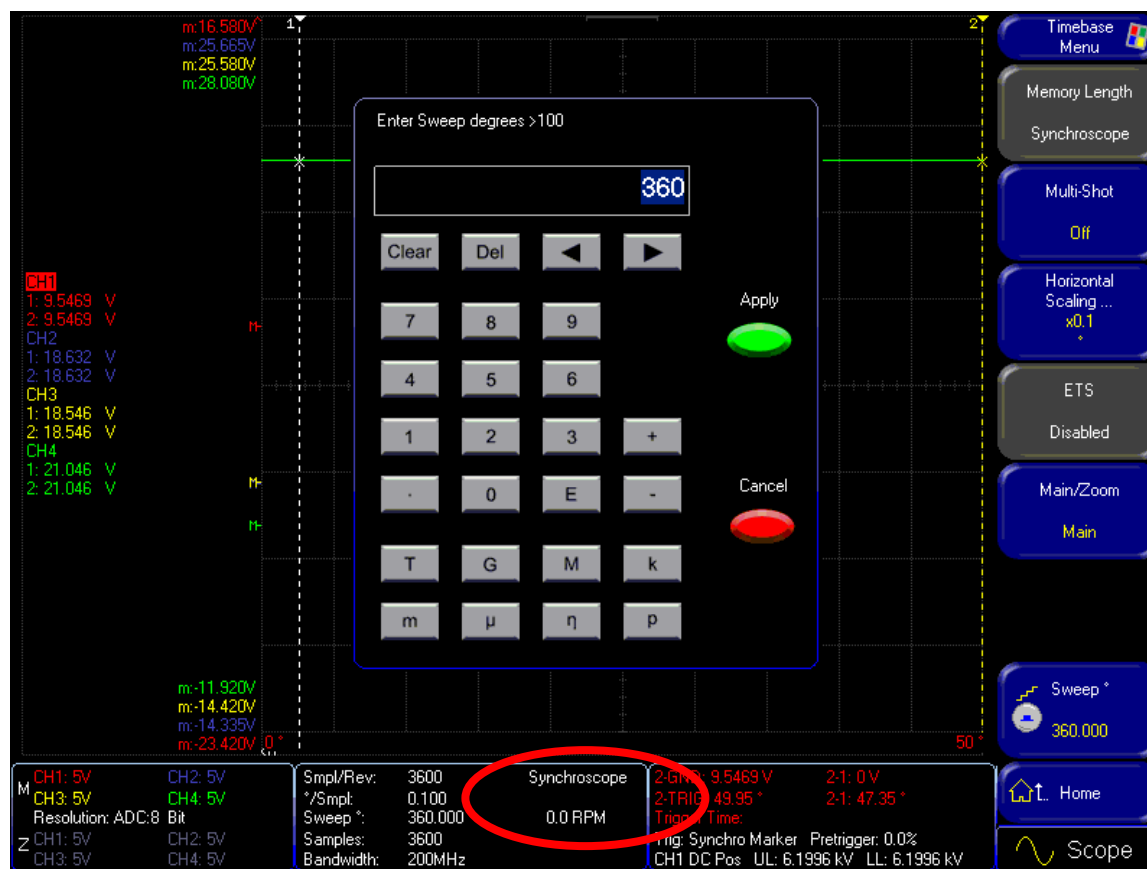 m:16.580V
m:25.665V
m:25.580V
m:28.080V
1
2
Enter Sweep degrees >100
360
Clear Del ◀ ▶
7 8 9
4 5 6
1 2 3 +
. 0 E -
T G M k
m µ η p
Apply
Cancel
CH1
1: 9.5469 V
2: 9.5469 V
CH2
1: 18.632 V
2: 18.632 V
CH3
1: 18.546 V
2: 18.546 V
CH4
1: 21.046 V
2: 21.046 V
M
M
M
m:-11.920V
m:-14.420V
m:-14.335V
m:-23.420V
0 °
50 °
Timebase
Menu
Memory Length
Synchroscope
Multi-Shot
Off
Horizontal
Scaling ...
x0.1
°
ETS
Disabled
Main/Zoom
Main
Sweep °
360.000
Home
Scope
M CH1: 5V CH2: 5V
CH3: 5V CH4: 5V
Resolution: ADC:8 Bit
Z CH1: 5V CH2: 5V
CH3: 5V CH4: 5V
Smpl/Rev: 3600 Synchroscope
°/Smpl: 0.100
Sweep °: 360.000 0.0 RPM
Samples: 3600
Bandwidth: 200MHz
2-GND: 9.5469 V 2-1: 0 V
2-TRIG: 49.95 ° 2-1: 47.35 °
Trigger Time:
Trig: Synchro Marker Pretrigger: 0.0%
CH1 DC Pos UL: 6.1996 kV LL: 6.1996 kV